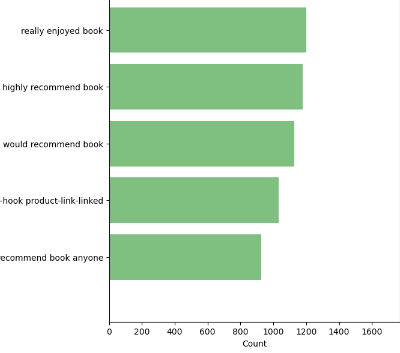 really enjoyed book
highly recommend book
would recommend book
-hook product-link-linked
recommend book anyone
0 200 400 600 800 1000 1200 1400 1600
Count